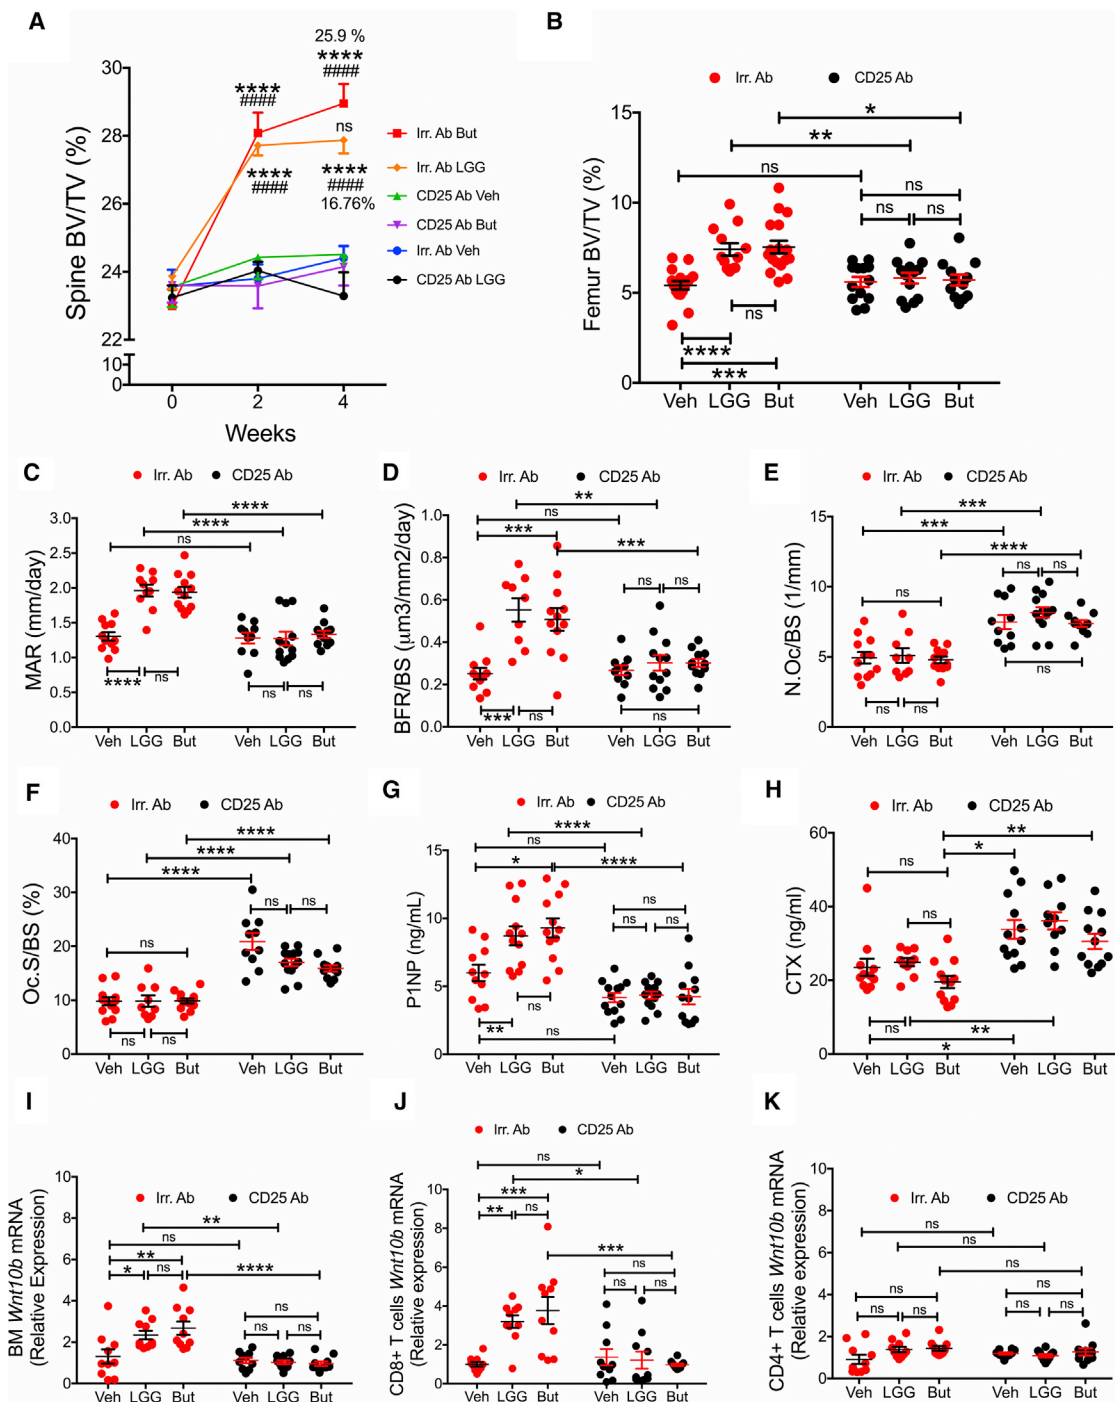 A
25.9 %
****
####
****
####
ns
****
####
****
####
16.76%
30
28
26
24
22
10
0
Spine BV/TV (%)
0
2
4
Weeks
Irr. Ab But
Irr. Ab LGG
CD25 Ab Veh
CD25 Ab But
Irr. Ab Veh
CD25 Ab LGG
B
Irr. Ab
CD25 Ab
15
10
5
0
Femur BV/TV (%)
*
**
ns
ns
ns
ns
ns
****
***
Veh LGG But
Veh LGG But
C
Irr. Ab
CD25 Ab
****
****
ns
3.0
2.5
2.0
1.5
1.0
0.5
0.0
MAR (mm/day)
****
ns
ns
ns
Veh LGG But
Veh LGG But
D
Irr. Ab
CD25 Ab
**
ns
***
***
1.0
0.8
0.6
0.4
0.2
0.0
BFR/BS (μm3/mm2/day)
ns
ns
***
ns
ns
Veh LGG But
Veh LGG But
E
Irr. Ab
CD25 Ab
***
***
****
15
10
5
0
N.Oc/BS (1/mm)
ns
ns
ns
ns
ns
ns
Veh LGG But
Veh LGG But
F
Irr. Ab
CD25 Ab
****
****
****
40
30
20
10
0
Oc.S/BS (%)
ns
ns
ns
ns
ns
Veh LGG But
Veh LGG But
G
Irr. Ab
CD25 Ab
****
ns
*
****
15
10
5
0
P1NP (ng/mL)
ns
ns
ns
ns
**
ns
Veh LGG But
Veh LGG But
H
Irr. Ab
CD25 Ab
**
*
ns
60
40
20
0
CTX (ng/ml)
ns
ns
**
*
Veh LGG But
Veh LGG But
I
Irr. Ab
CD25 Ab
**
ns
**
*
ns
****
10
8
6
4
2
0
BM Wnt10b mRNA
(Relative Expression)
ns
ns
ns
Veh LGG But
Veh LGG But
J
Irr. Ab
CD25 Ab
ns
*
***
**
ns
***
10
8
6
4
2
0
CD8+ T cells Wnt10b mRNA
(Relative expression)
ns
ns
ns
Veh LGG But
Veh LGG But
K
Irr. Ab
CD25 Ab
ns
ns
ns
10
8
6
4
2
0
CD4+ T cells Wnt10b mRNA
(Relative expression)
ns
ns
ns
ns
ns
ns
Veh LGG But
Veh LGG But